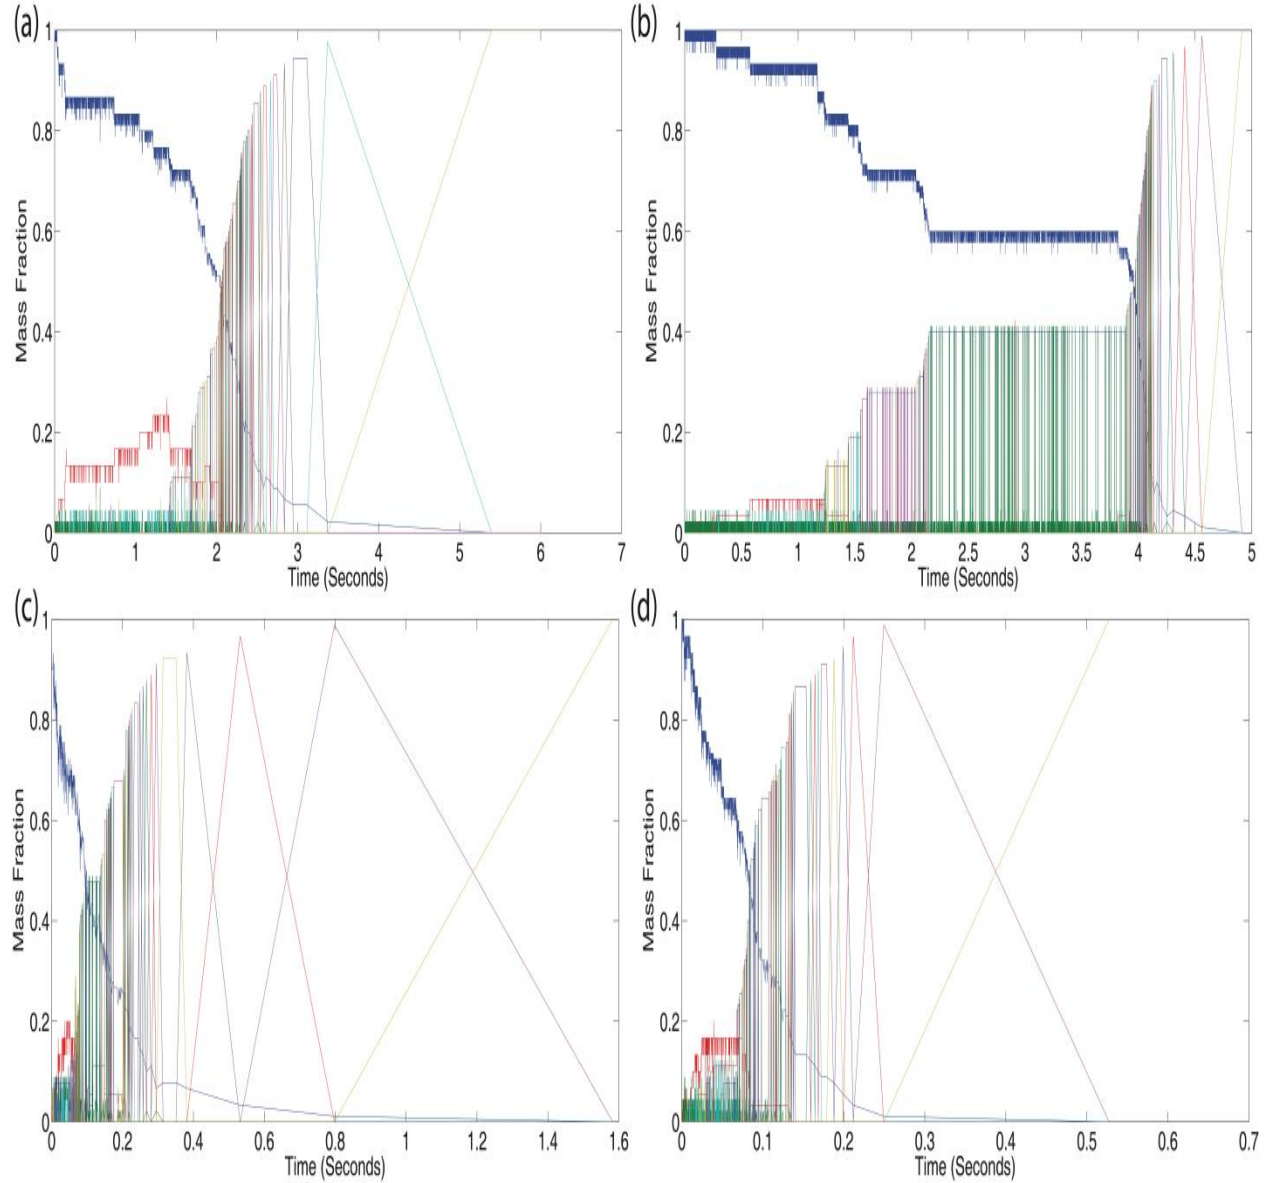 (a)
1
0.8
0.6
0.4
0.2
0
Mass Fraction
0 1 2 3 4 5 6 7
Time (Seconds)
(b)
1
0.8
0.6
0.4
0.2
0
Mass Fraction
0 0.5 1 1.5 2 2.5 3 3.5 4 4.5 5
Time (Seconds)
(c)
1
0.8
0.6
0.4
0.2
0
Mass Fraction
0 0.2 0.4 0.6 0.8 1 1.2 1.4 1.6
Time (Seconds)
(d)
1
0.8
0.6
0.4
0.2
0
Mass Fraction
0 0.1 0.2 0.3 0.4 0.5 0.6 0.7
Time (Seconds)